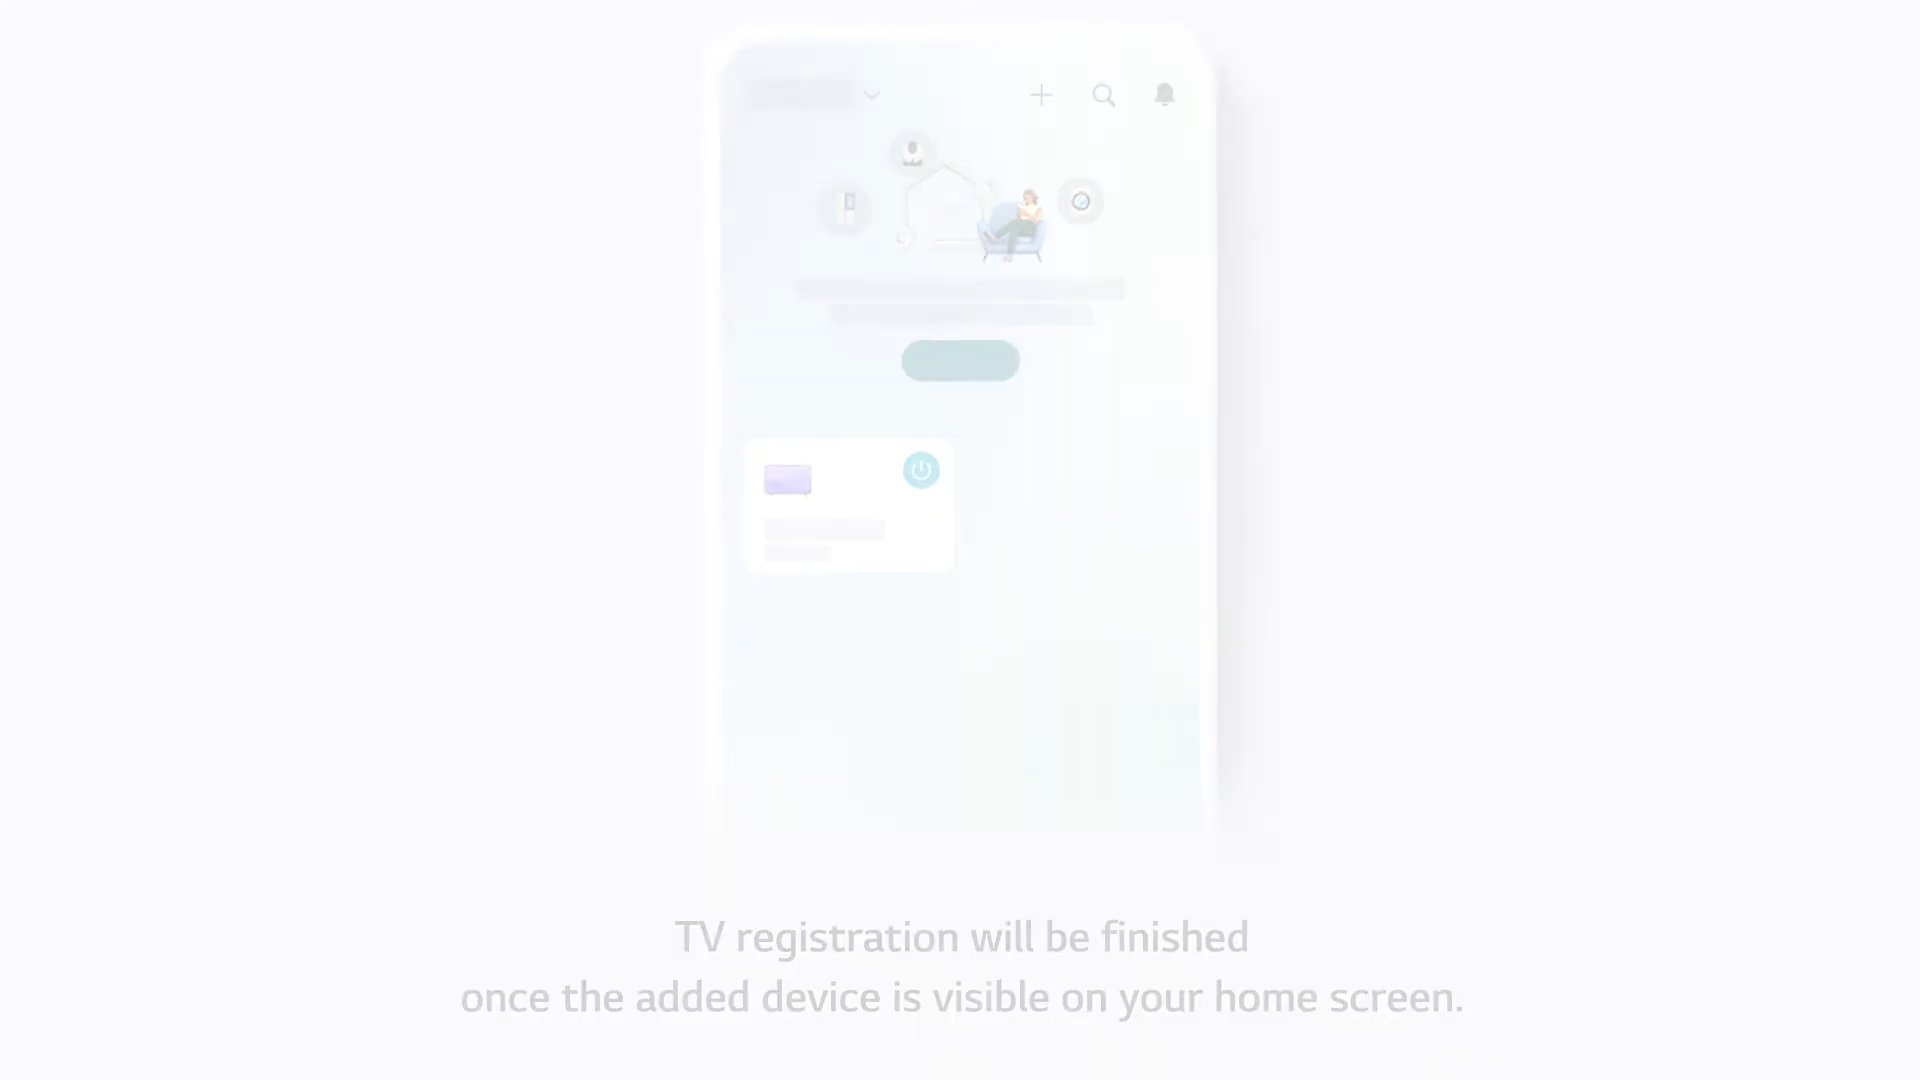 TV registration will be finished
once the added device is visible on your home screen.